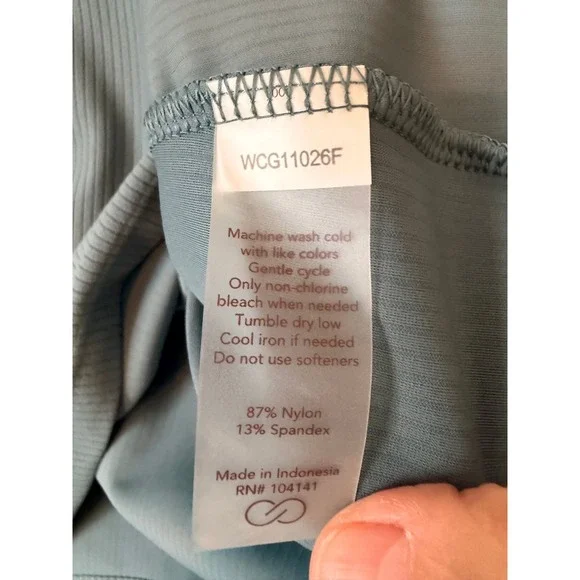 WCG11026F
Machine wash cold
with like colors
Gentle cycle
Only non-chlorine
bleach when needed
Tumble dry low
Cool iron if needed
Do not use softeners
87% Nylon
13% Spandex
Made in Indonesia
RN# 104141